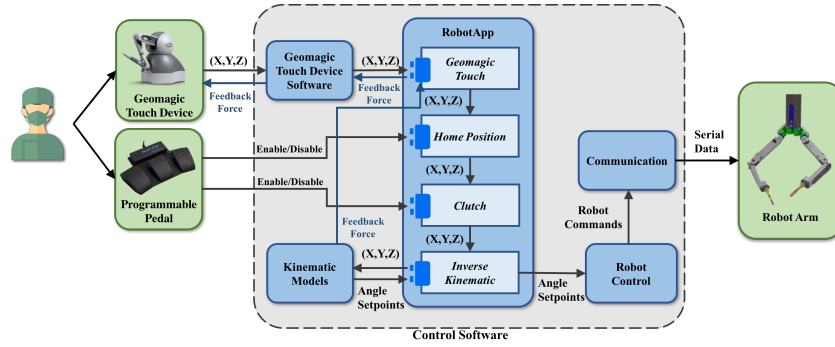 RobotApp
(X,Y,Z)
Geomagic
Touch Device
Software
(X,Y,Z)
Geomagic
Touch
Feedback
Force
Feedback
Force
Geomagic
Touch Device
(X,Y,Z)
Enable/Disable
Home Position
Communication
Serial
Data
(X,Y,Z)
Enable/Disable
Programmable
Pedal
Clutch
Robot
Commands
Robot Arm
Feedback
Force
(X,Y,Z)
(X,Y,Z)
Kinematic
Models
Inverse
Kinematic
Robot
Control
Angle
Setpoints
Angle
Setpoints
Control Software